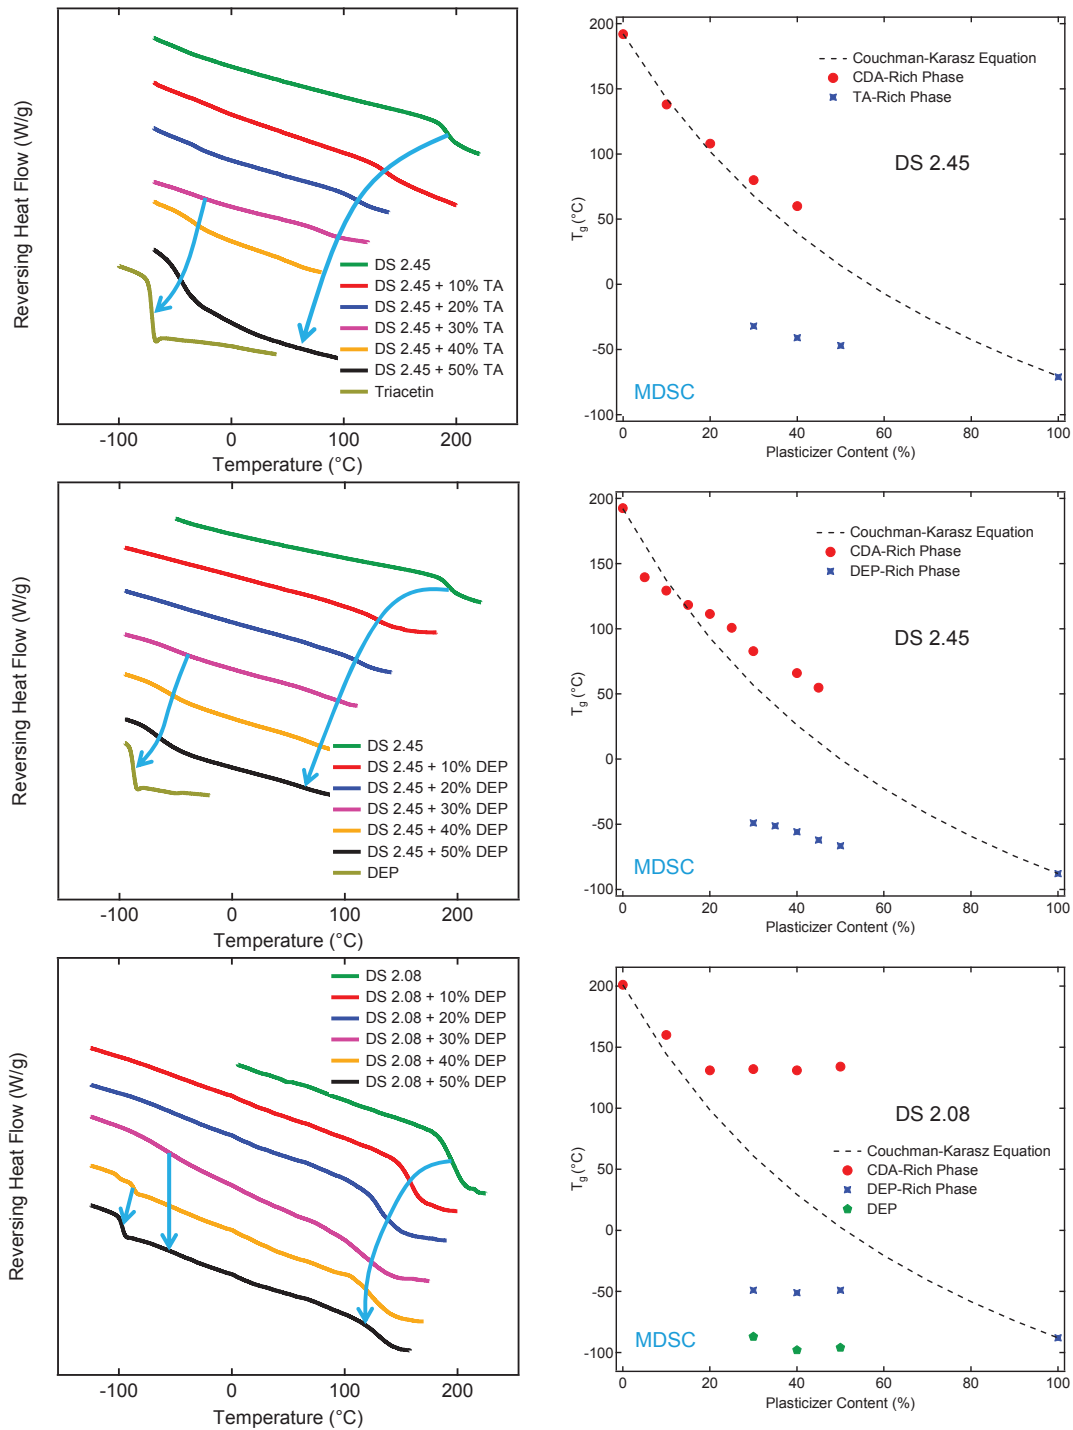 Reversing Heat Flow (W/g)
DS 2.45
DS 2.45 + 10% TA
DS 2.45 + 20% TA
DS 2.45 + 30% TA
DS 2.45 + 40% TA
DS 2.45 + 50% TA
Triacetin
-100 0 100 200
Temperature (°C)
200
150
100
50
0
-50
-100
Tg (°C)
Couchman-Karasz Equation
CDA-Rich Phase
TA-Rich Phase
DS 2.45
MDSC
0 20 40 60 80 100
Plasticizer Content (%)
Reversing Heat Flow (W/g)
DS 2.45
DS 2.45 + 10% DEP
DS 2.45 + 20% DEP
DS 2.45 + 30% DEP
DS 2.45 + 40% DEP
DS 2.45 + 50% DEP
DEP
-100 0 100 200
Temperature (°C)
200
150
100
50
0
-50
-100
Tg (°C)
Couchman-Karasz Equation
CDA-Rich Phase
DEP-Rich Phase
DS 2.45
MDSC
0 20 40 60 80 100
Plasticizer Content (%)
Reversing Heat Flow (W/g)
DS 2.08
DS 2.08 + 10% DEP
DS 2.08 + 20% DEP
DS 2.08 + 30% DEP
DS 2.08 + 40% DEP
DS 2.08 + 50% DEP
-100 0 100 200
Temperature (°C)
200
150
100
50
0
-50
-100
Tg (°C)
DS 2.08
Couchman-Karasz Equation
CDA-Rich Phase
DEP-Rich Phase
DEP
MDSC
0 20 40 60 80 100
Plasticizer Content (%)